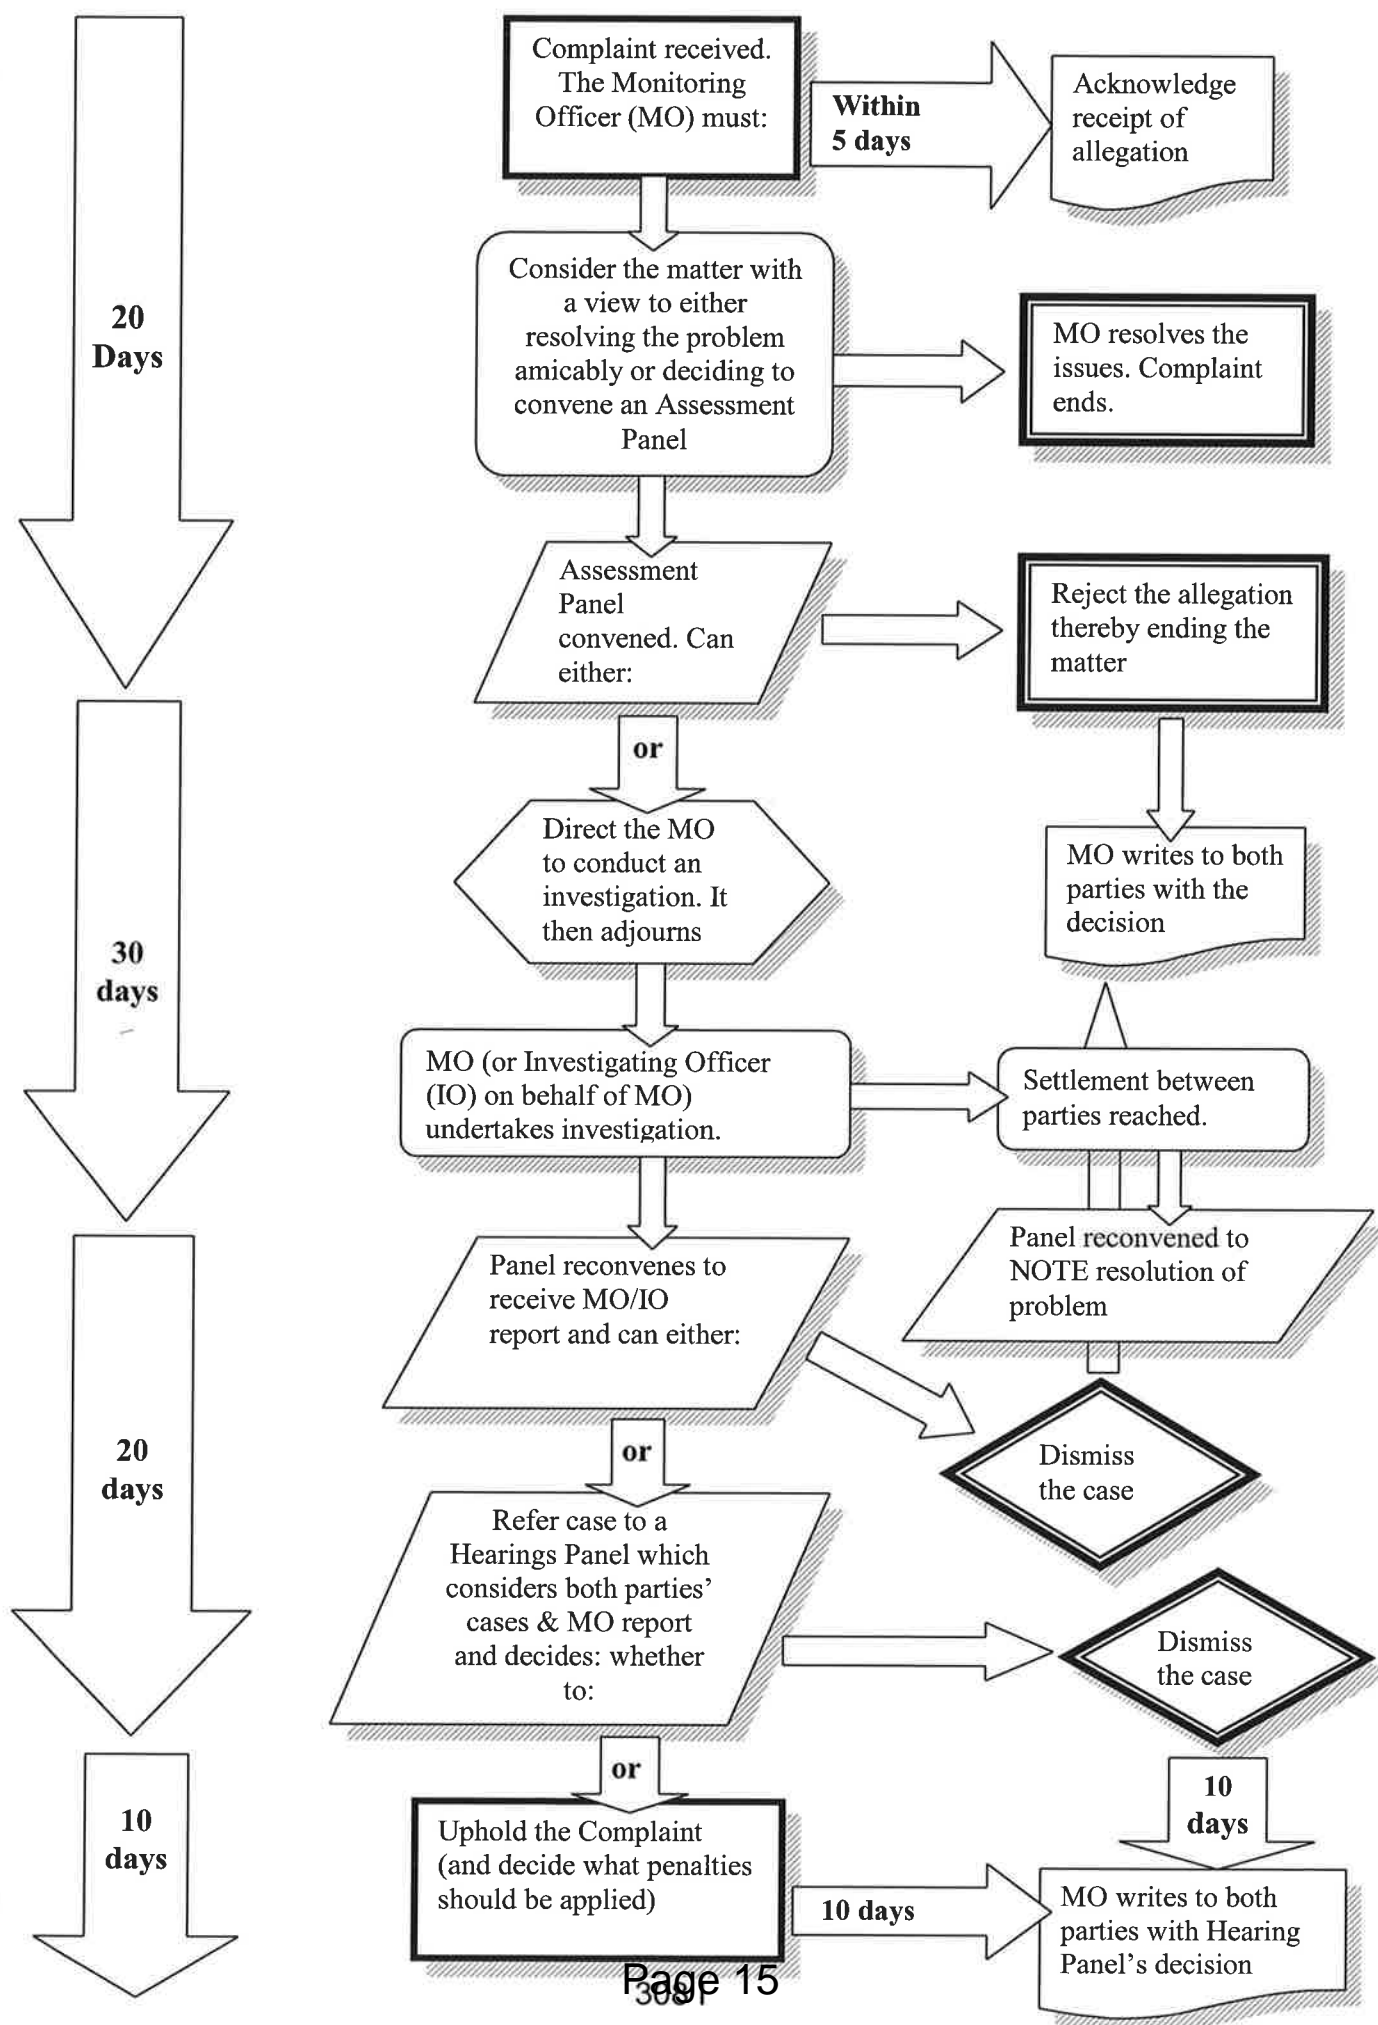 Complaint received.
The Monitoring
Officer (MO) must:
Within
5 days
Acknowledge
receipt of
allegation
20
Days
Consider the matter with
a view to either
resolving the problem
amicably or deciding to
convene an Assessment
Panel
MO resolves the
issues. Complaint
ends.
Assessment
Panel
convened. Can
either:
Reject the allegation
thereby ending the
matter
or
Direct the MO
to conduct an
investigation. It
then adjourns
MO writes to both
parties with the
decision
30
days
MO (or Investigating Officer
(IO) on behalf of MO)
undertakes investigation.
Settlement between
parties reached.
Panel reconvenes to
receive MO/IO
report and can either:
Panel reconvened to
NOTE resolution of
problem
20
days
or
Dismiss
the case
Refer case to a
Hearings Panel which
considers both parties’
cases & MO report
and decides: whether
to:
Dismiss
the case
10
days
or
10
days
Uphold the Complaint
(and decide what penalties
should be applied)
10 days
MO writes to both
parties with Hearing
Panel’s decision
Page 15